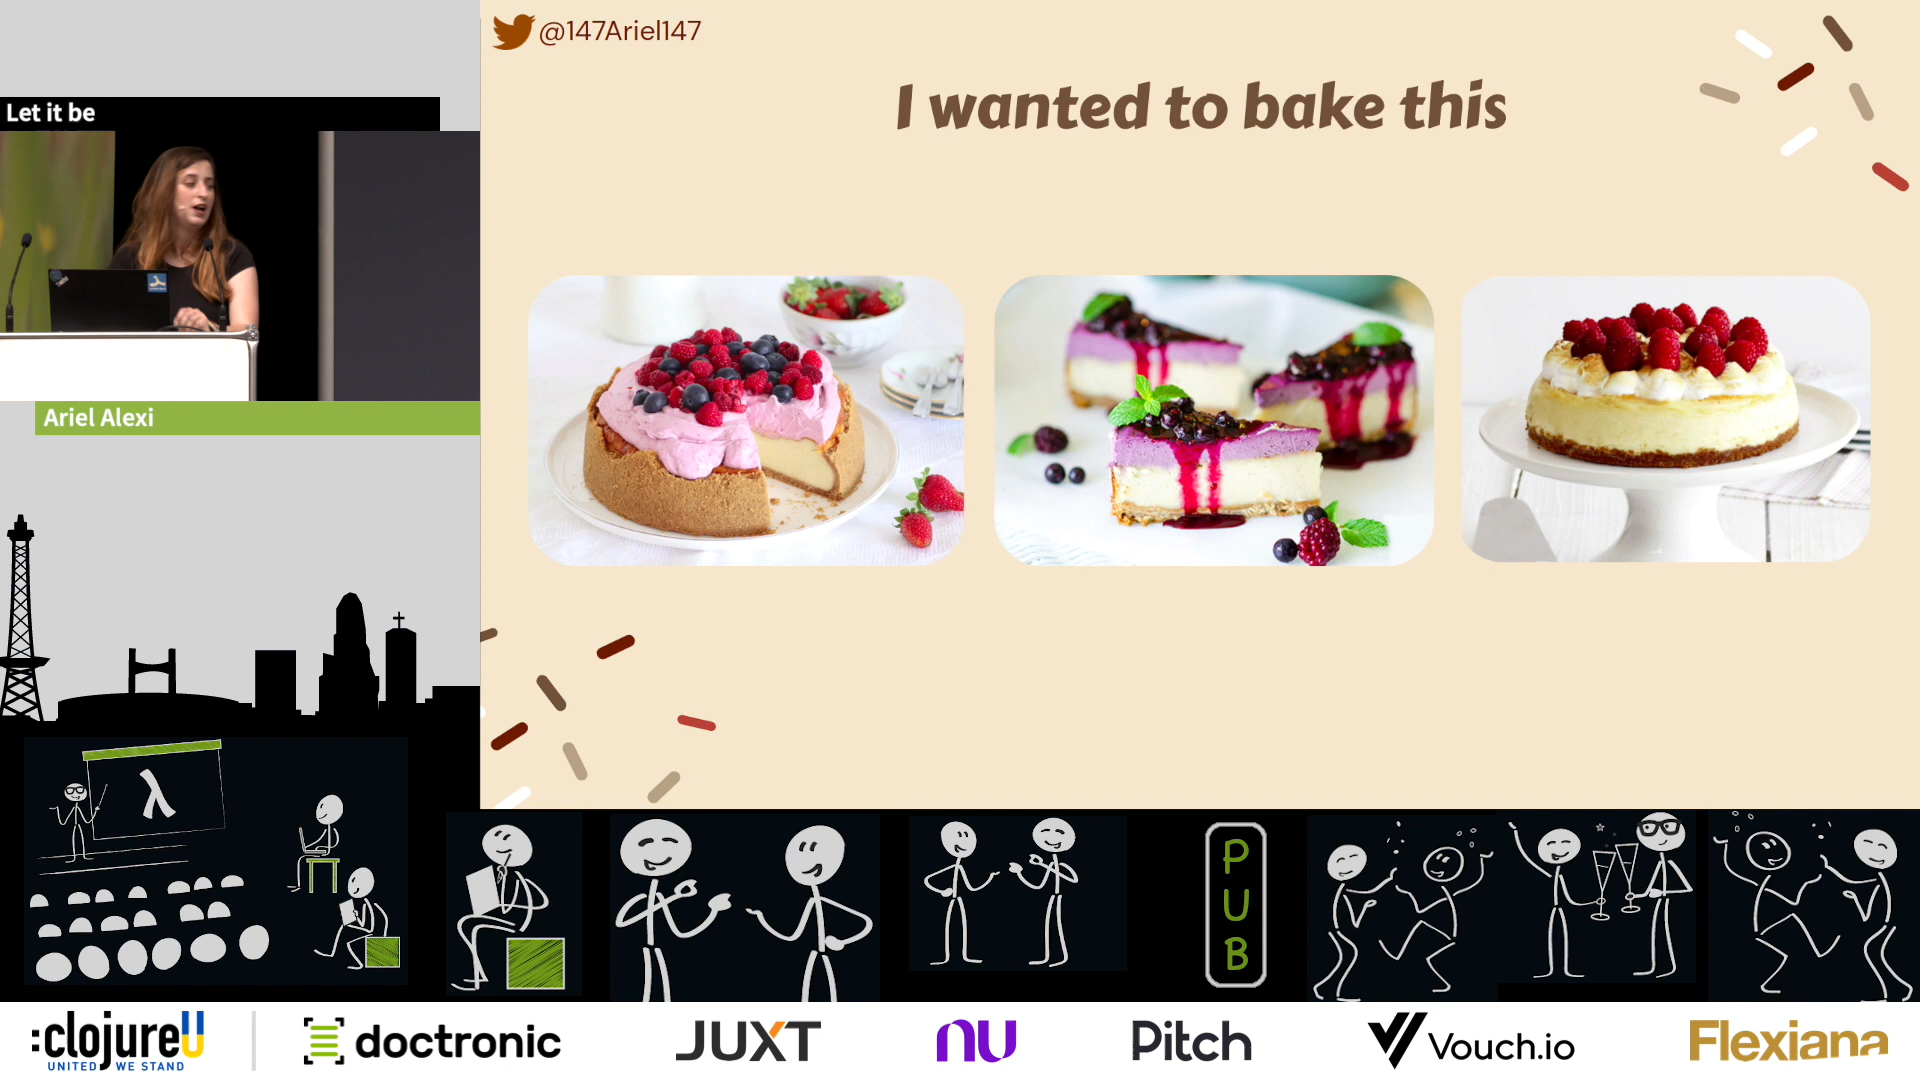 @147Ariel147
I wanted to bake this
Let it be
Ariel Alexi
λ
PUB
:clojureU
UNITED WE STAND
doctronic
JUXT
nu
Pitch
Vouch.io
Flexiana